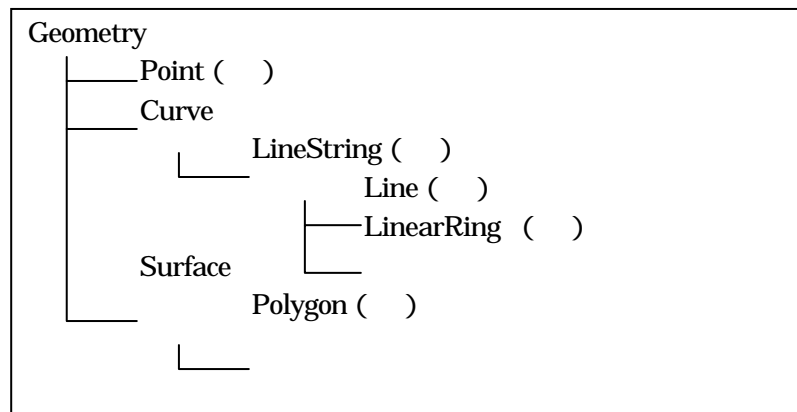 Geometry
Point (　)
Curve
LineString (　)
Line (　)
LinearRing (　)
Surface
Polygon (　)